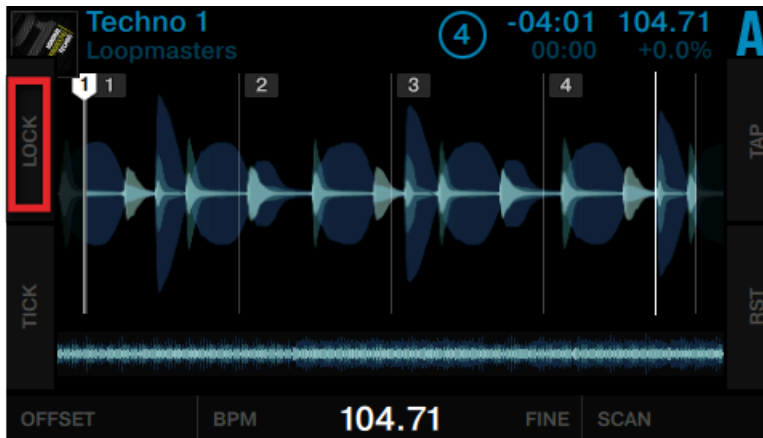 Techno 1
Loopmasters
4
-04:01 104.71
00:00 +0.0%
A
1 1 2 3 4
LOCK
TAP
TICK
RST
OFFSET BPM 104.71 FINE SCAN